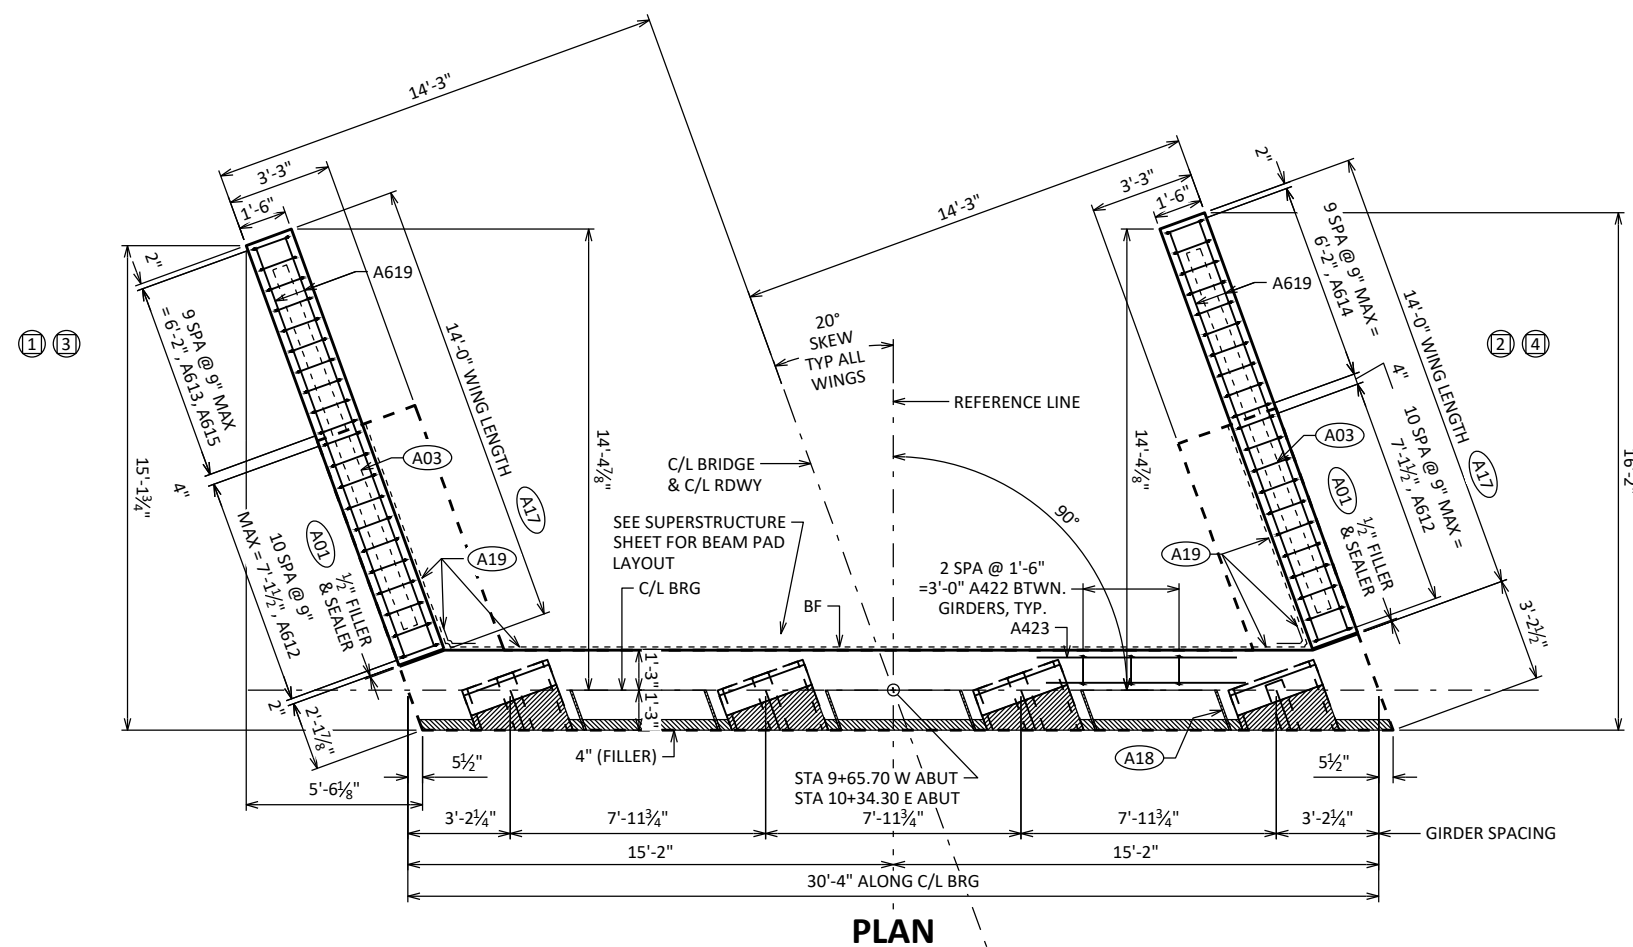 14'-3"
3'-3"
1'-6"
2"
A619
9 SPA @ 9" MAX
= 6'-2", A613, A615
14'-0" WING LENGTH
1 3
15'-1¾"
4"
A03
A17
A01
½" FILLER
& SEALER
10 SPA @ 9"
MAX = 7'-1½", A612
A19
2"
2'-1⅞"
5'-6⅛"
5½"
14'-4⅞"
20°
SKEW
TYP ALL
WINGS
REFERENCE LINE
C/L BRIDGE
& C/L RDWY
90°
SEE SUPERSTRUCTURE
SHEET FOR BEAM PAD
LAYOUT
C/L BRG
BF
2 SPA @ 1'-6"
=3'-0" A422 BTWN.
GIRDERS, TYP.
A423
1'-3"
1'-3"
4" (FILLER)
STA 9+65.70 W ABUT
STA 10+34.30 E ABUT
A18
14'-3"
3'-3"
1'-6"
2"
A619
9 SPA @ 9" MAX =
6'-2", A614
14'-0" WING LENGTH
2 4
14'-4⅞"
4"
A03
A17
A01
½" FILLER
& SEALER
10 SPA @ 9" MAX =
7'-1½", A612
A19
3'-2½"
16'-2"
5½"
3'-2¼"
7'-11¾"
7'-11¾"
7'-11¾"
3'-2¼"
GIRDER SPACING
15'-2"
15'-2"
30'-4" ALONG C/L BRG
PLAN